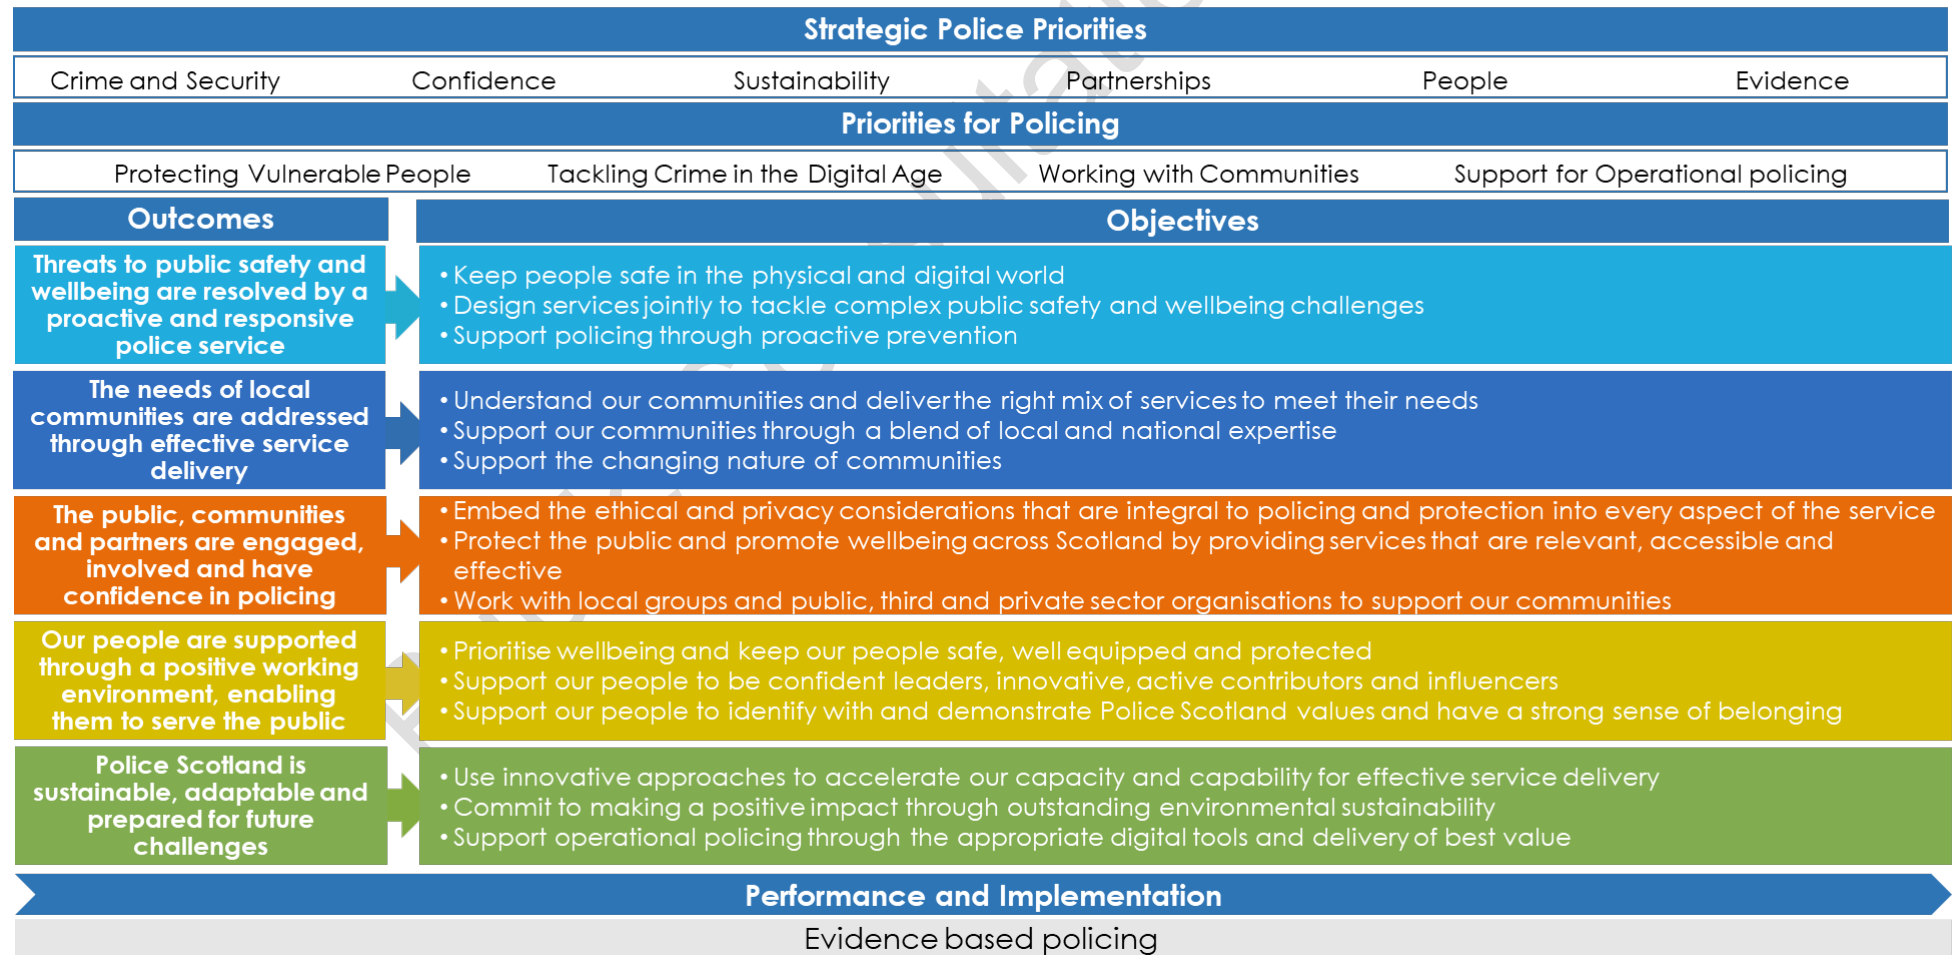 Strategic Police Priorities
Crime and Security Confidence Sustainability Partnerships People Evidence
Priorities for Policing
Protecting Vulnerable People Tackling Crime in the Digital Age Working with Communities Support for Operational policing
Outcomes
Objectives
Threats to public safety and
wellbeing are resolved by a
proactive and responsive
police service
• Keep people safe in the physical and digital world
• Design services jointly to tackle complex public safety and wellbeing challenges
• Support policing through proactive prevention
The needs of local
communities are addressed
through effective service
delivery
• Understand our communities and deliver the right mix of services to meet their needs
• Support our communities through a blend of local and national expertise
• Support the changing nature of communities
The public, communities
and partners are engaged,
involved and have
confidence in policing
• Embed the ethical and privacy considerations that are integral to policing and protection into every aspect of the service
• Protect the public and promote wellbeing across Scotland by providing services that are relevant, accessible and
effective
• Work with local groups and public, third and private sector organisations to support our communities
Our people are supported
through a positive working
environment, enabling
them to serve the public
• Prioritise wellbeing and keep our people safe, well equipped and protected
• Support our people to be confident leaders, innovative, active contributors and influencers
• Support our people to identify with and demonstrate Police Scotland values and have a strong sense of belonging
Police Scotland is
sustainable, adaptable and
prepared for future
challenges
• Use innovative approaches to accelerate our capacity and capability for effective service delivery
• Commit to making a positive impact through outstanding environmental sustainability
• Support operational policing through the appropriate digital tools and delivery of best value
Performance and Implementation
Evidence based policing